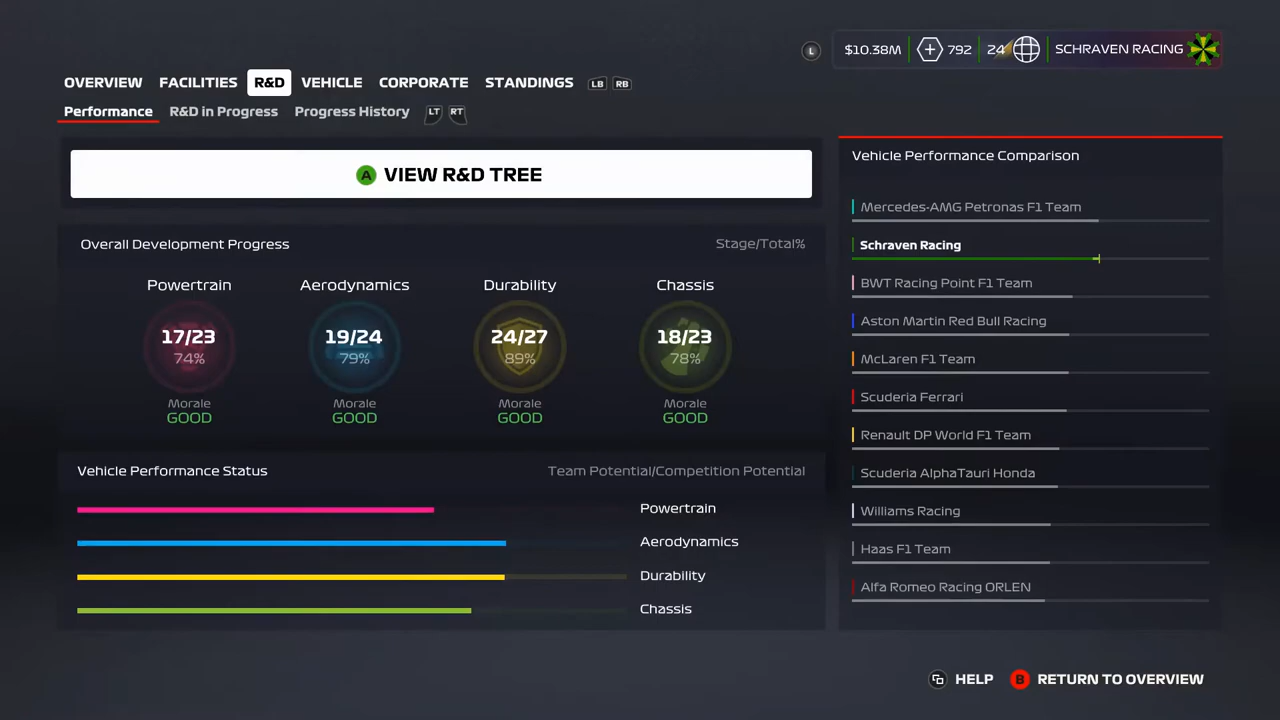 L $10.38M 792 24 SCHRAVEN RACING
OVERVIEW FACILITIES R&D VEHICLE CORPORATE STANDINGS LB RB
Performance R&D in Progress Progress History LT RT
A VIEW R&D TREE
Overall Development Progress Stage/Total%
Powertrain Aerodynamics Durability Chassis
17/23 19/24 24/27 18/23
74% 79% 89% 78%
Morale Morale Morale Morale
GOOD GOOD GOOD GOOD
Vehicle Performance Status Team Potential/Competition Potential
Powertrain
Aerodynamics
Durability
Chassis
Vehicle Performance Comparison
Mercedes-AMG Petronas F1 Team
Schraven Racing
BWT Racing Point F1 Team
Aston Martin Red Bull Racing
McLaren F1 Team
Scuderia Ferrari
Renault DP World F1 Team
Scuderia AlphaTauri Honda
Williams Racing
Haas F1 Team
Alfa Romeo Racing ORLEN
HELP B RETURN TO OVERVIEW